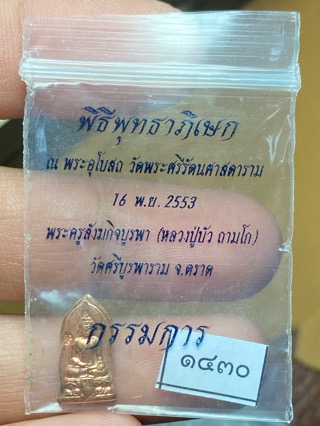 พิธีพุทธาภิเษก
ณ พระอุโบสถ วัดพระศรีรัตนศาสดาราม
16 พ.ย. 2553
พระครูสังฆกิจบูรพา (หลวงปู่บัว ถามโก)
วัดศรีบูรพาราม จ.ตราด
กรรมการ
๑๔๓๐